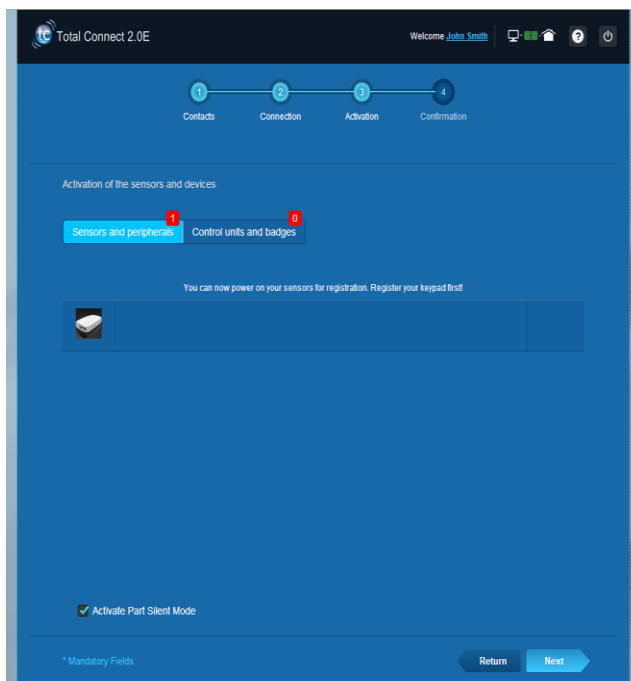 tc Total Connect 2.0E
Welcome John Smith
?
1 2 3 4
Contacts Connection Activation Confirmation
Activation of the sensors and devices
1 0
Sensors and peripherals Control units and badges
You can now power on your sensors for registration. Register your keypad first!
Activate Part Silent Mode
* Mandatory Fields Return Next